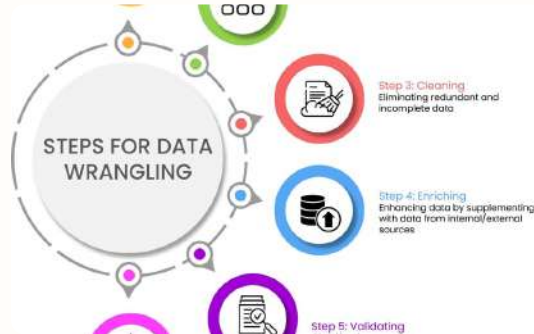 STEPS FOR DATA
WRANGLING
Step 3: Cleaning
Eliminating redundant and
incomplete data
Step 4: Enriching
Enhancing data by supplementing
with data from internal/external
sources
Step 5: Validating